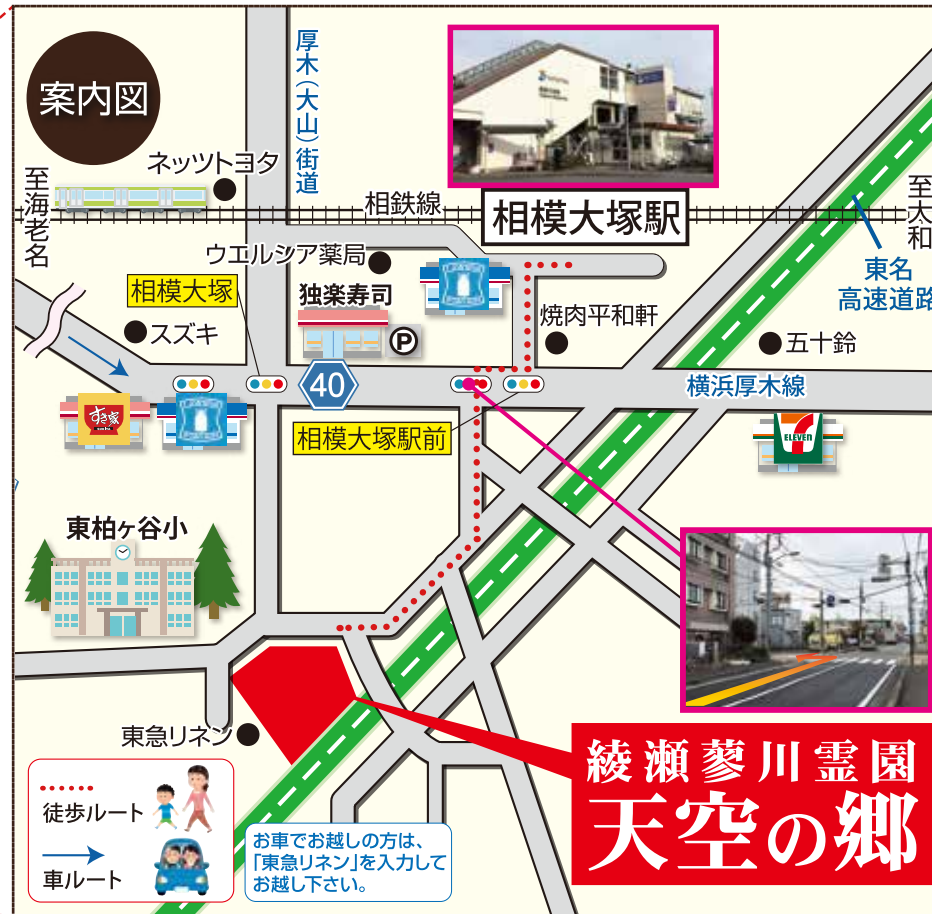 案内図
厚木(大山)街道
ネッツトヨタ
至海老名
相鉄線
相模大塚駅
至大和
東名
高速道路
ウエルシア薬局
相模大塚
独楽寿司
P
スズキ
焼肉平和軒
五十鈴
40
横浜厚木線
すき家
相模大塚駅前
7
ELEVEN
東柏ヶ谷小
東急リネン
綾瀬蓼川霊園
天空の郷
徒歩ルート
車ルート
お車でお越しの方は、
「東急リネン」を入力して
お越し下さい。